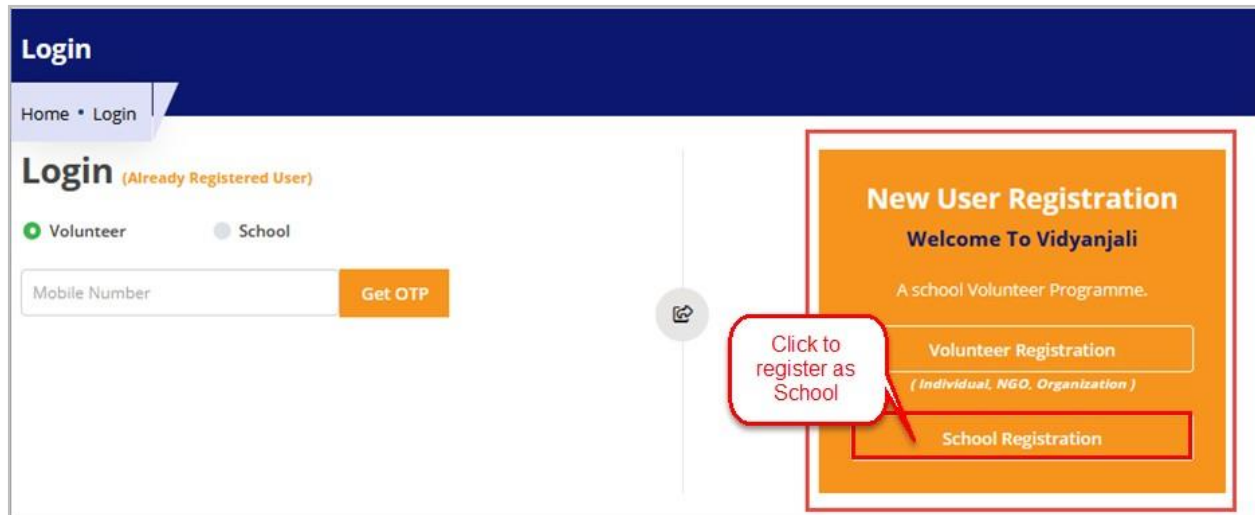 Login
Home • Login
Login (Already Registered User)
Volunteer School
Mobile Number Get OTP
New User Registration
Welcome To Vidyanjali
A school Volunteer Programme.
Click to
register as
School
Volunteer Registration
( Individual, NGO, Organization )
School Registration